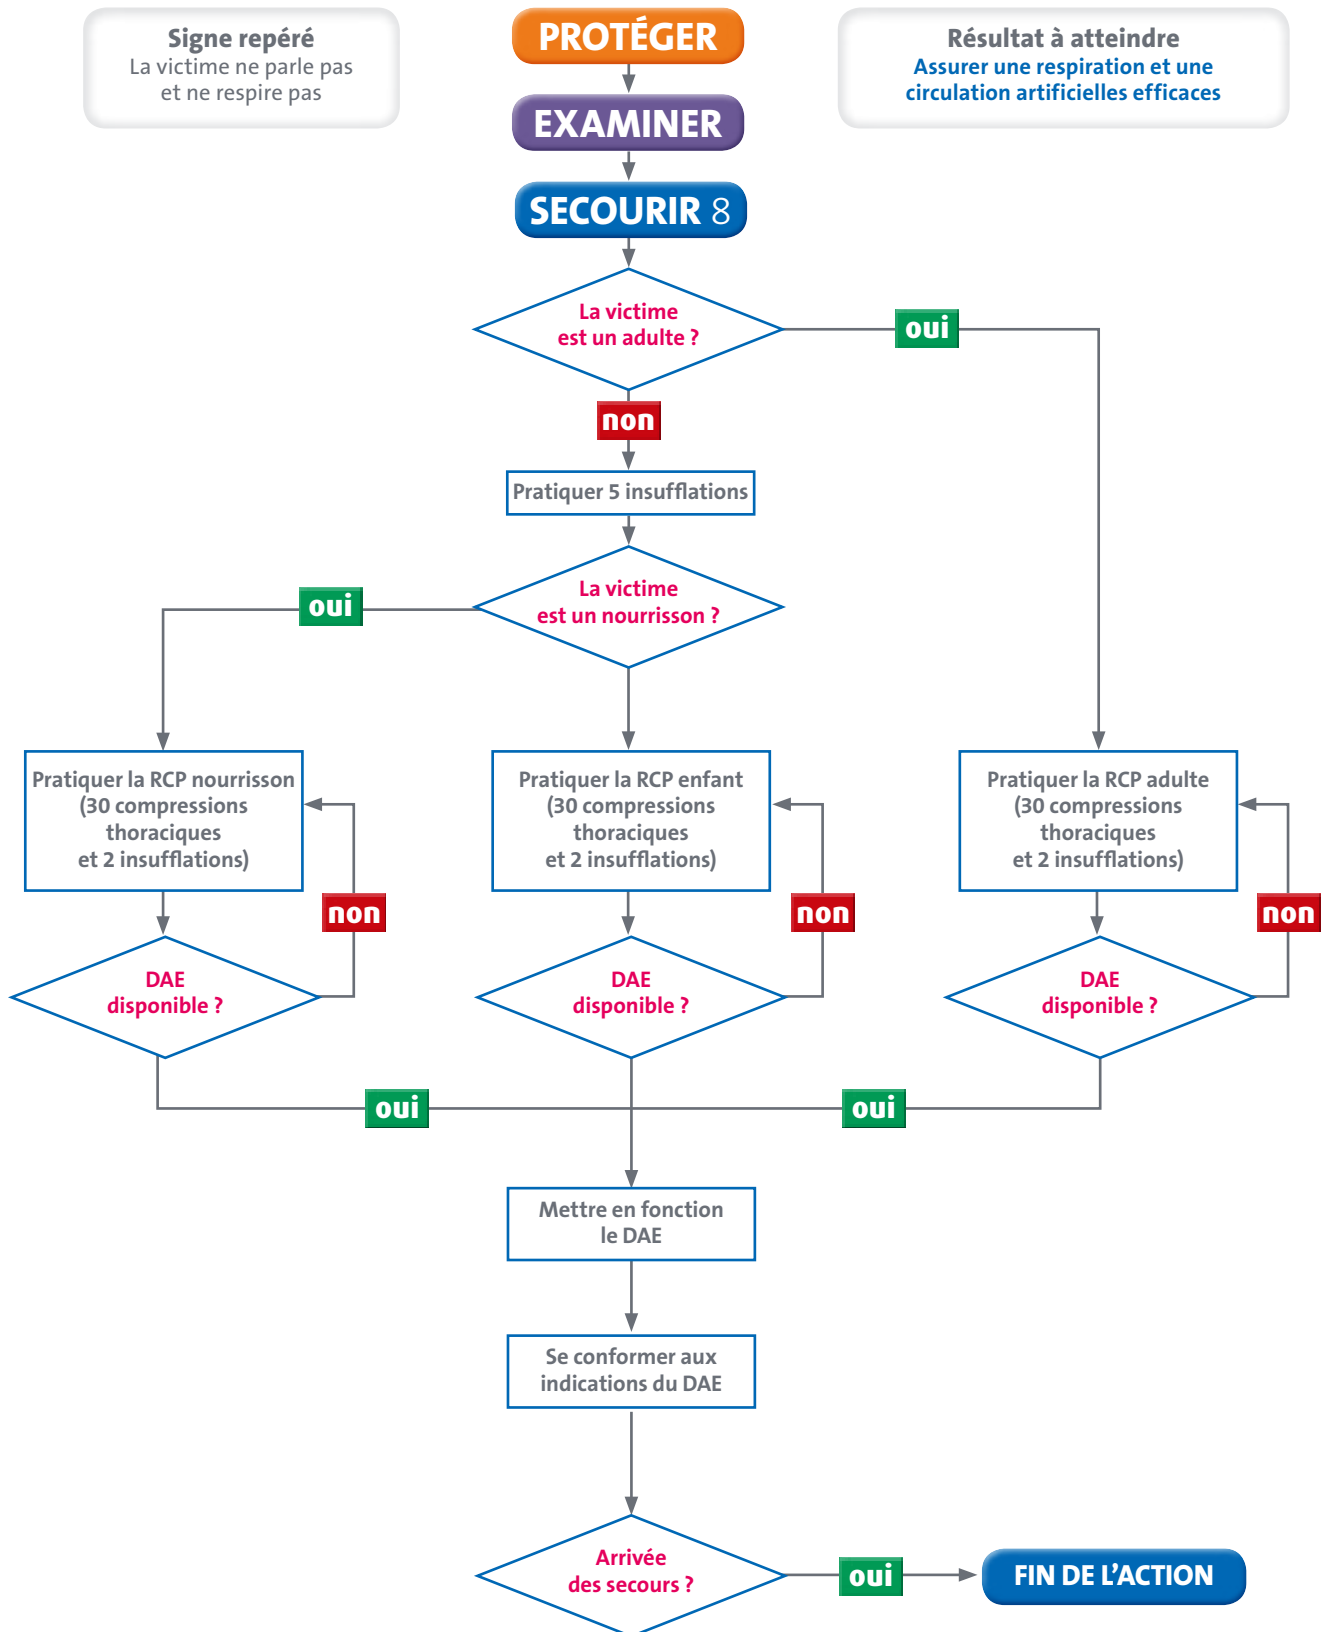 Signe repéré
La victime ne parle pas
et ne respire pas
PROTÉGER
Résultat à atteindre
Assurer une respiration et une
circulation artificielles efficaces
EXAMINER
SECOURIR 8
La victime
est un adulte ?
oui
non
Pratiquer 5 insufflations
La victime
est un nourrisson ?
oui
Pratiquer la RCP nourrisson
(30 compressions
thoraciques
et 2 insufflations)
non
Pratiquer la RCP enfant
(30 compressions
thoraciques
et 2 insufflations)
non
Pratiquer la RCP adulte
(30 compressions
thoraciques
et 2 insufflations)
non
DAE
disponible ?
DAE
disponible ?
DAE
disponible ?
oui
oui
Mettre en fonction
le DAE
Se conformer aux
indications du DAE
Arrivée
des secours ?
oui
FIN DE L’ACTION